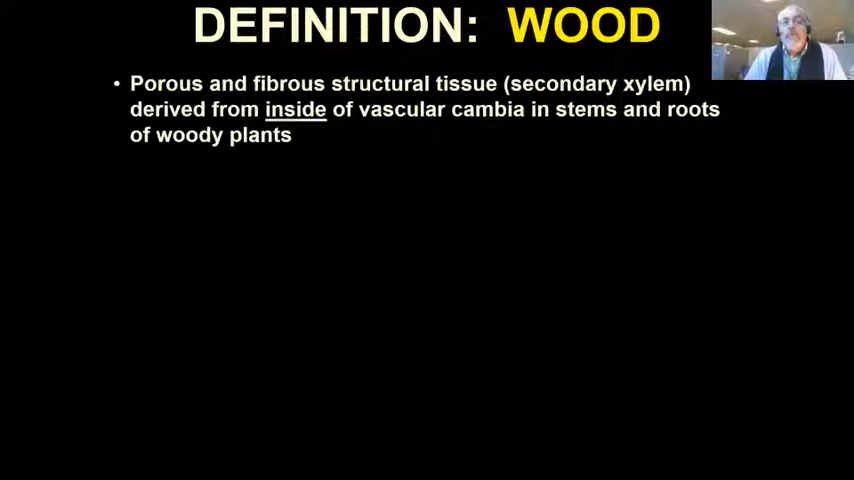 DEFINITION: WOOD
• Porous and fibrous structural tissue (secondary xylem)
derived from inside of vascular cambia in stems and roots
of woody plants